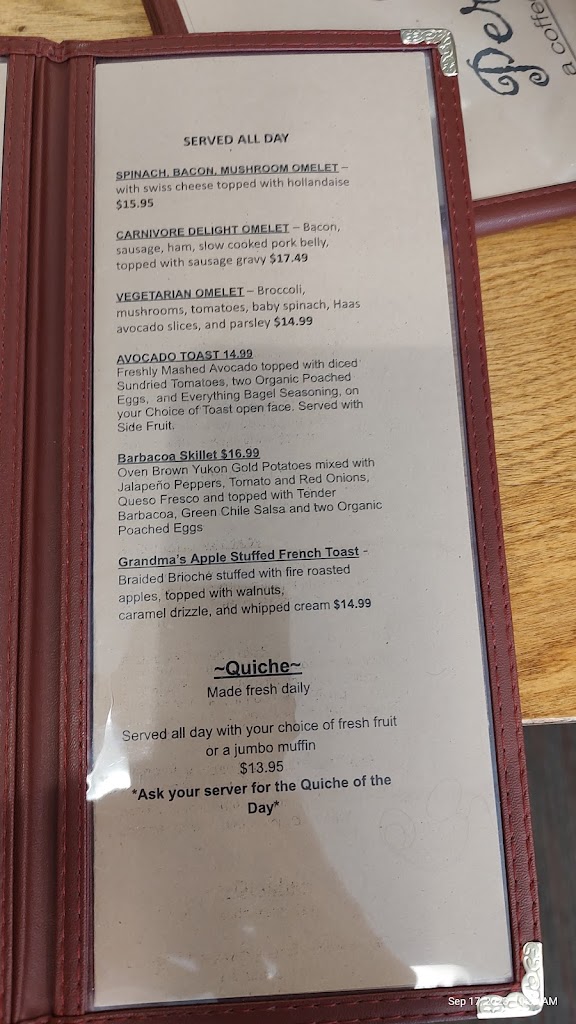 Per
a coffee
SERVED ALL DAY
SPINACH, BACON, MUSHROOM OMELET –
with swiss cheese topped with hollandaise
$15.95
CARNIVORE DELIGHT OMELET – Bacon,
sausage, ham, slow cooked pork belly,
topped with sausage gravy $17.49
VEGETARIAN OMELET – Broccoli,
mushrooms, tomatoes, baby spinach, Haas
avocado slices, and parsley $14.99
AVOCADO TOAST 14.99
Freshly Mashed Avocado topped with diced
Sundried Tomatoes, two Organic Poached
Eggs,  and Everything Bagel Seasoning, on
your Choice of Toast open face. Served with
Side Fruit.
Barbacoa Skillet $16.99
Oven Brown Yukon Gold Potatoes mixed with
Jalapeño Peppers, Tomato and Red Onions,
Queso Fresco and topped with Tender
Barbacoa, Green Chile Salsa and two Organic
Poached Eggs
Grandma's Apple Stuffed French Toast -
Braided Brioche stuffed with fire roasted
apples, topped with walnuts,
caramel drizzle, and whipped cream $14.99
~Quiche~
Made fresh daily
Served all day with your choice of fresh fruit
or a jumbo muffin
$13.95
*Ask your server for the Quiche of the
Day*
Sep 17, AM